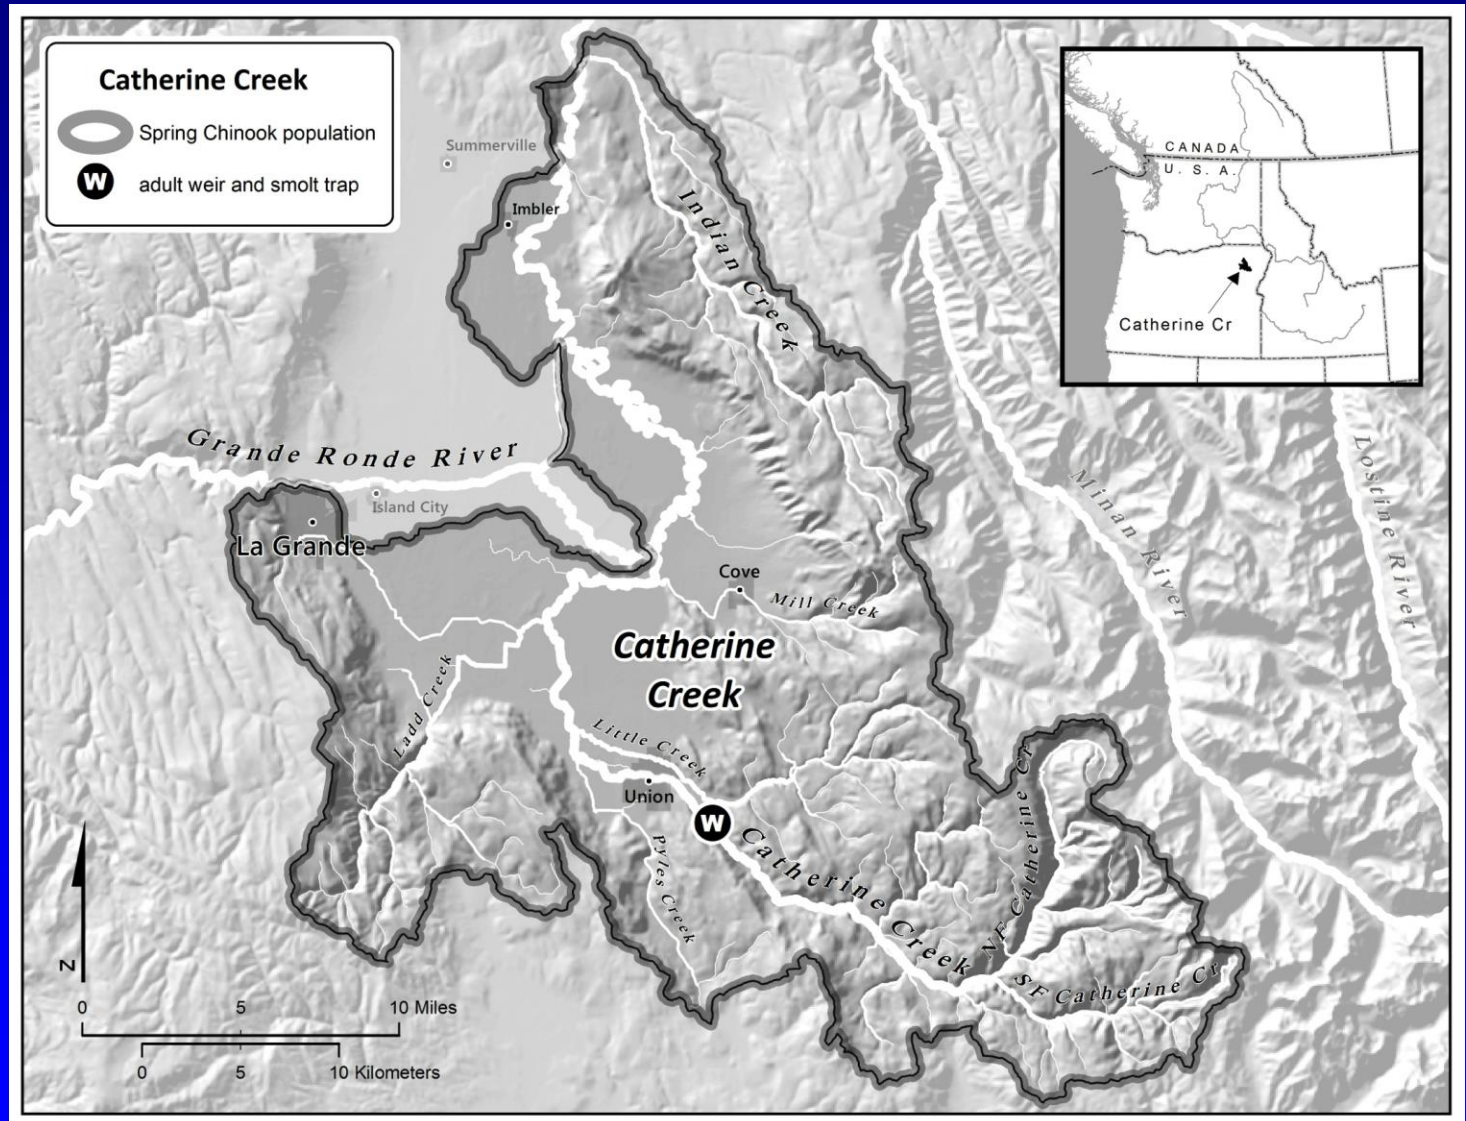 Catherine Creek
Spring Chinook population
W
adult weir and smolt trap
Summerville
Imbler
Indian Creek
CANADA
U. S. A.
Catherine Cr
Grande Ronde River
Island City
La Grande
Minan River
Lostine River
Cove
Mill Creek
Catherine
Creek
Ladd Creek
Little Creek
Union
W
Pyles Creek
Catherine Creek
NF Catherine Cr
SF Catherine Cr
N
0 5 10 Miles
0 5 10 Kilometers